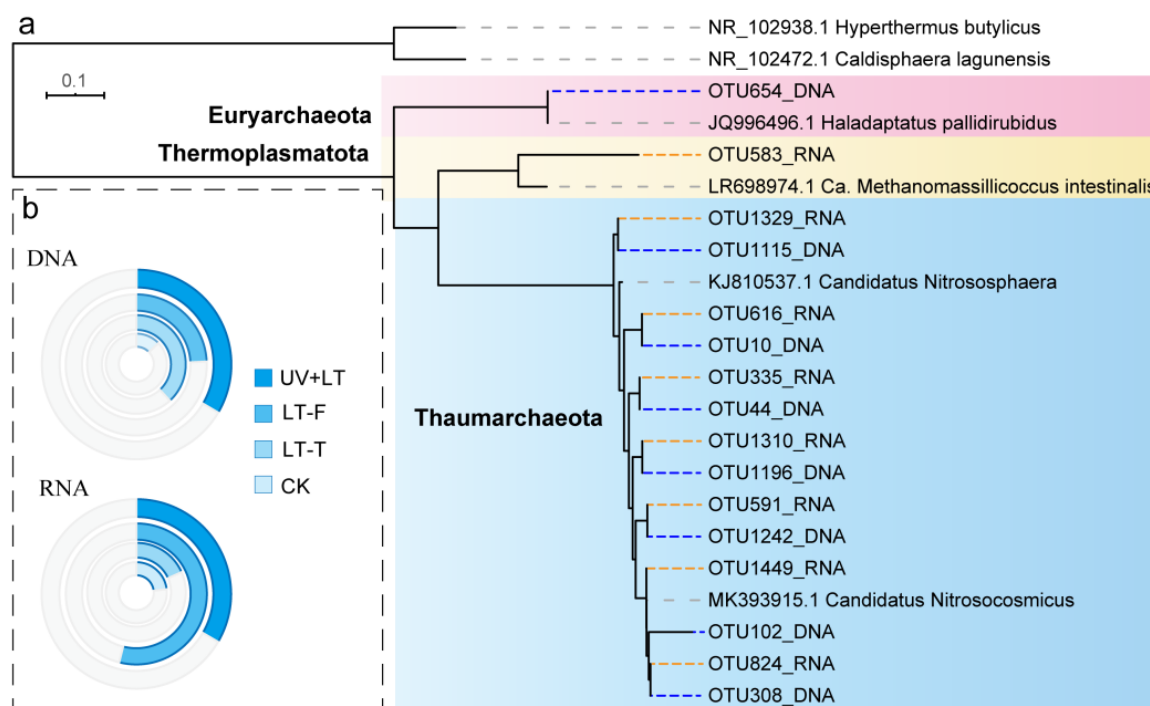 a
NR_102938.1 Hyperthermus butylicus
NR_102472.1 Caldisphaera lagunensis
0.1
OTU654_DNA
Euryarchaeota
JQ996496.1 Haladaptatus pallidirubidus
Thermoplasmatota
OTU583_RNA
LR698974.1 Ca. Methanomassillicoccus intestinalis
OTU1329_RNA
OTU1115_DNA
KJ810537.1 Candidatus Nitrososphaera
OTU616_RNA
OTU10_DNA
OTU335_RNA
OTU44_DNA
Thaumarchaeota
OTU1310_RNA
OTU1196_DNA
OTU591_RNA
OTU1242_DNA
OTU1449_RNA
MK393915.1 Candidatus Nitrosocosmicus
OTU102_DNA
OTU824_RNA
OTU308_DNA
b
DNA
UV+LT
LT-F
LT-T
CK
RNA